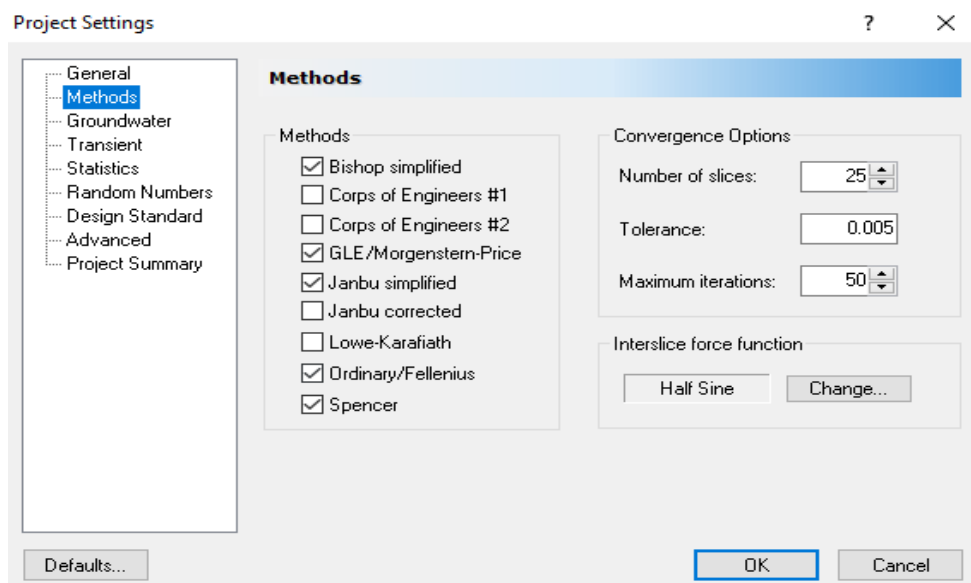 Project Settings
?
General
Methods
Groundwater
Transient
Statistics
Random Numbers
Design Standard
Advanced
Project Summary
Methods
Methods
Bishop simplified
Corps of Engineers #1
Corps of Engineers #2
GLE/Morgenstern-Price
Janbu simplified
Janbu corrected
Lowe-Karafiath
Ordinary/Fellenius
Spencer
Convergence Options
Number of slices: 25
Tolerance: 0.005
Maximum iterations: 50
Interslice force function
Half Sine Change...
Defaults... OK Cancel